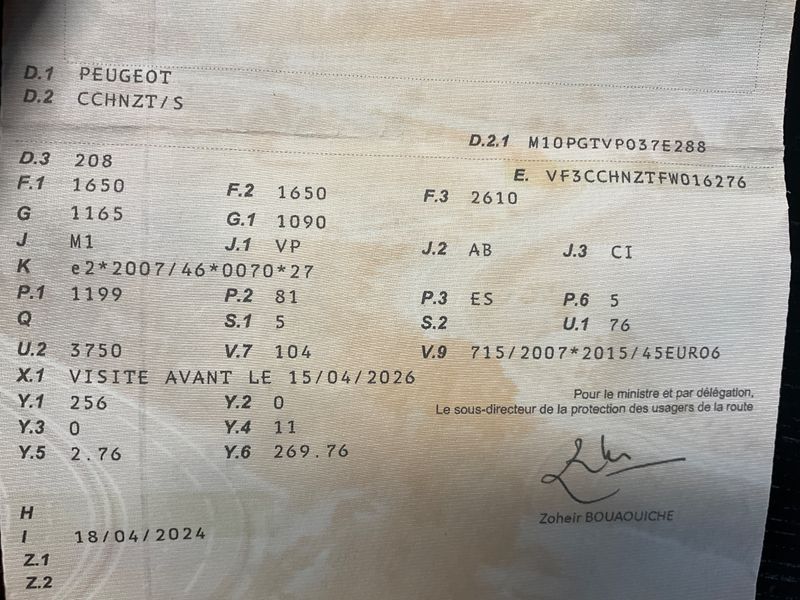 D.1 PEUGEOT
D.2 CCHNZT/S
D.2.1 M10PGTVP037E288
D.3 208
E. VF3CCHNZTFW016276
F.1 1650 F.2 1650 F.3 2610
G 1165 G.1 1090
J M1 J.1 VP J.2 AB J.3 CI
K e2*2007/46*0070*27
P.1 1199 P.2 81 P.3 ES P.6 5
Q S.1 5 S.2 U.1 76
U.2 3750 V.7 104 V.9 715/2007*2015/45EURO6
X.1 VISITE AVANT LE 15/04/2026
Y.1 256 Y.2 0
Y.3 0 Y.4 11
Y.5 2.76 Y.6 269.76
Pour le ministre et par délégation,
Le sous-directeur de la protection des usagers de la route
Zoheir BOUAOUICHE
H
I 18/04/2024
Z.1
Z.2